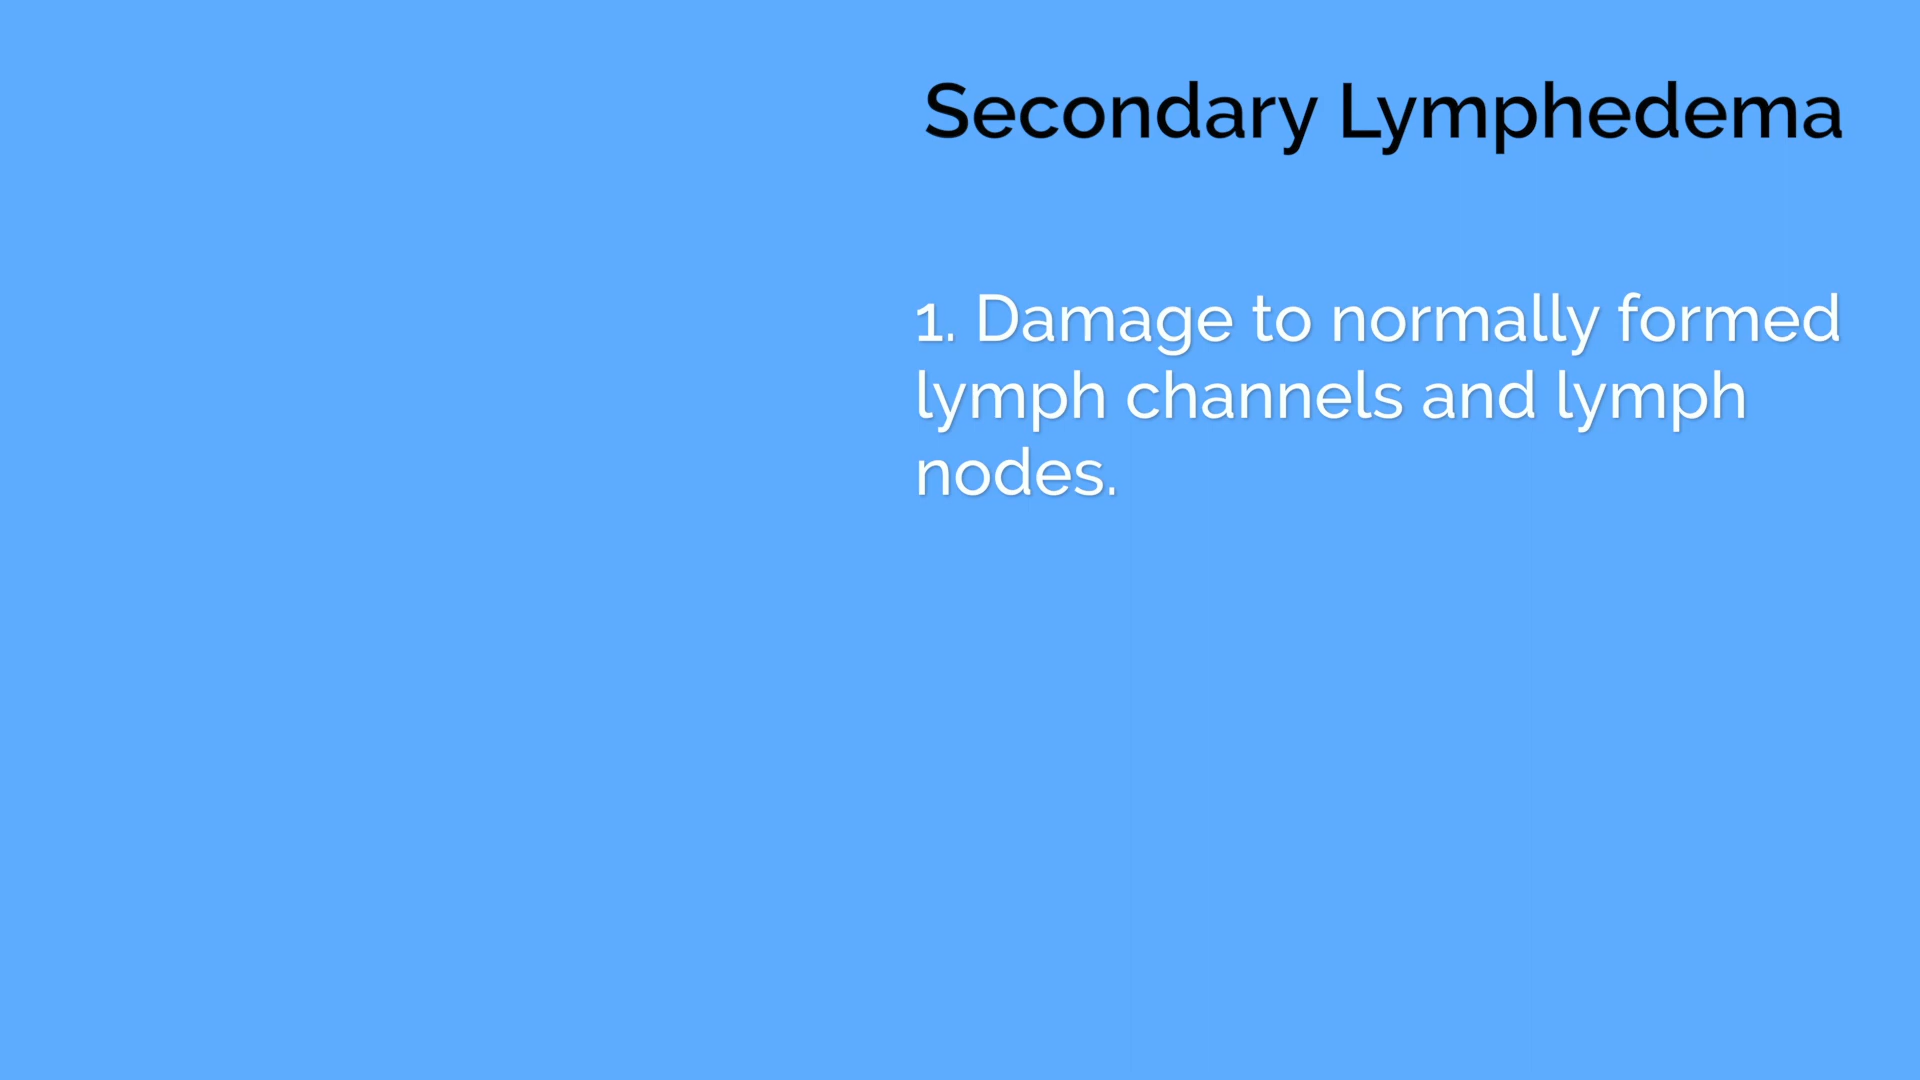 Secondary Lymphedema
1. Damage to normally formed
lymph channels and lymph
nodes.